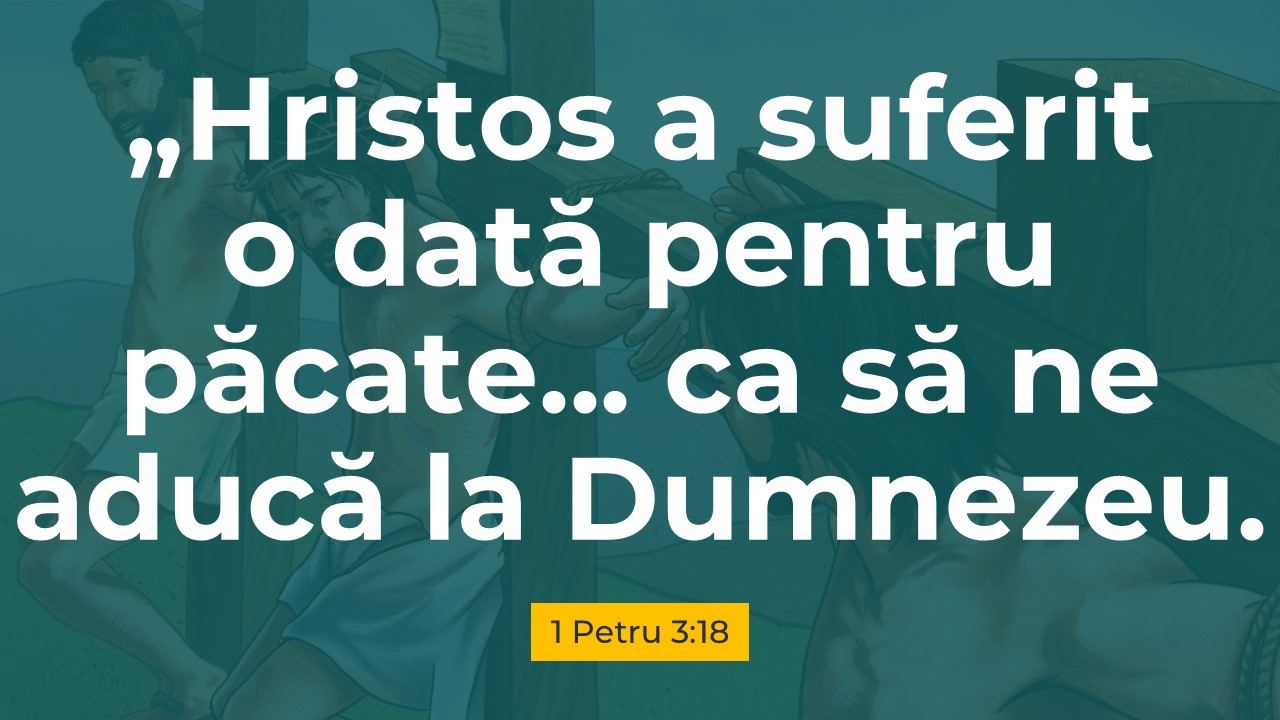 „Hristos a suferit
o dată pentru
păcate... ca să ne
aducă la Dumnezeu.
1 Petru 3:18